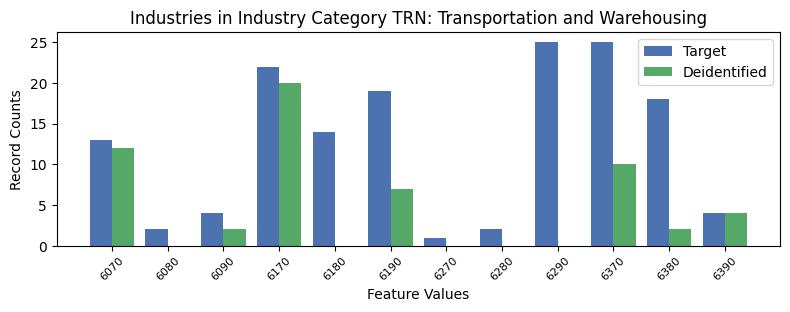 Industries in Industry Category TRN: Transportation and Warehousing
Target
Deidentified
Record Counts
25
20
15
10
5
0
6070 6080 6090 6170 6180 6190 6270 6280 6290 6370 6380 6390
Feature Values